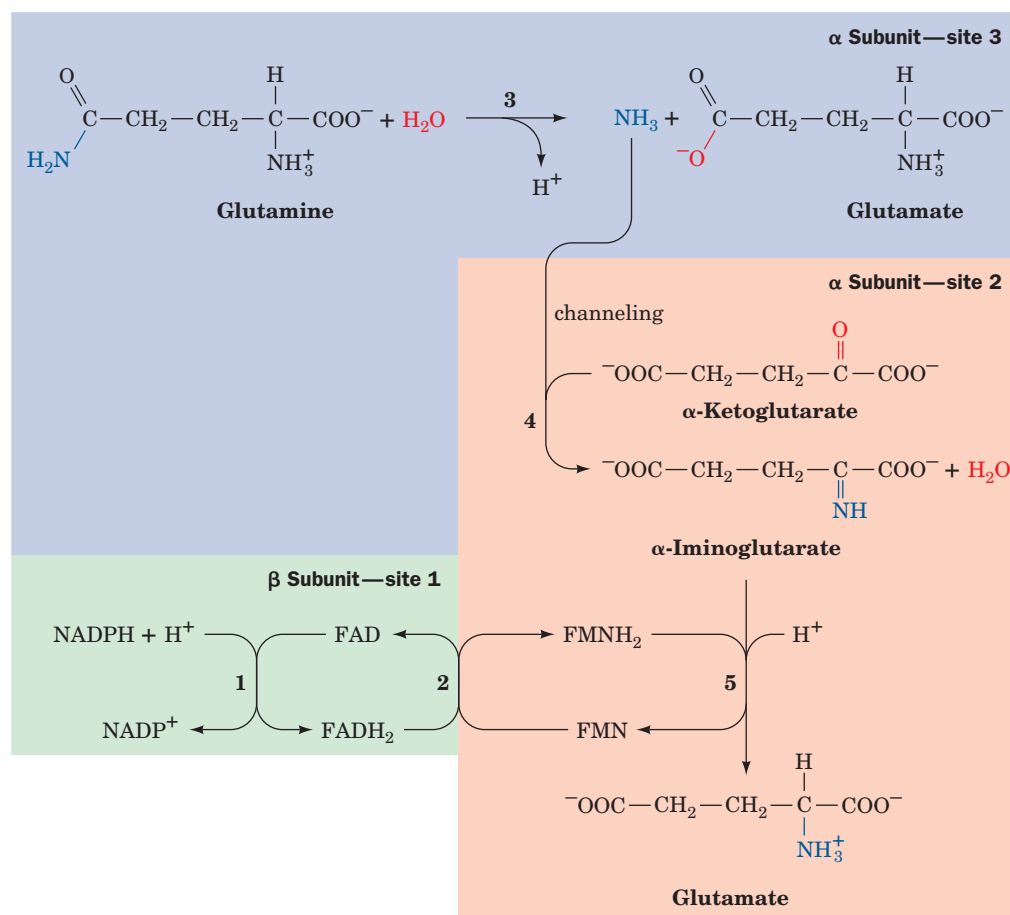 α Subunit—site 3
O H O H
C—CH₂—CH₂—C—COO⁻ + H₂O 3 NH₃ + C—CH₂—CH₂—C—COO⁻
H₂N NH₃⁺ H⁺ ⁻O NH₃⁺
Glutamine Glutamate
α Subunit—site 2
channeling
O
⁻OOC—CH₂—CH₂—C—COO⁻
α-Ketoglutarate
4
⁻OOC—CH₂—CH₂—C—COO⁻ + H₂O
NH
α-Iminoglutarate
β Subunit—site 1
NADPH + H⁺ FAD FMNH₂ H⁺
1 2 5
NADP⁺ FADH₂ FMN
H
⁻OOC—CH₂—CH₂—C—COO⁻
NH₃⁺
Glutamate